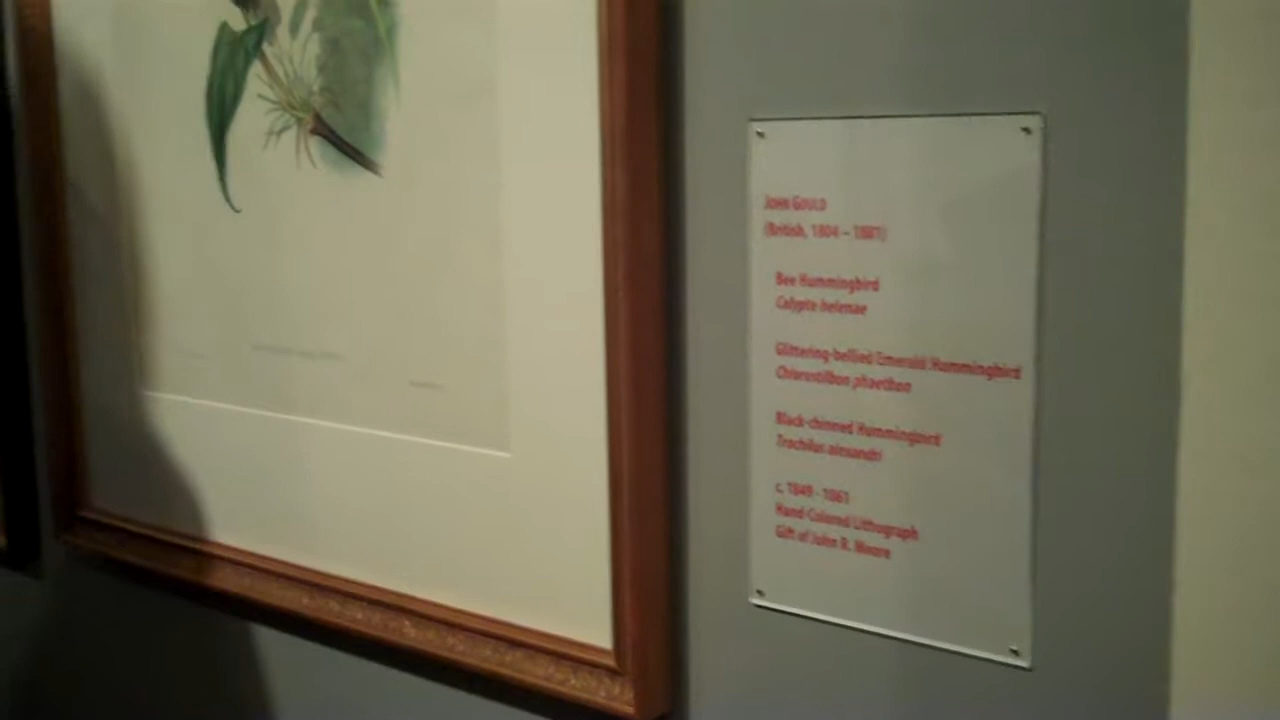 JOHN GOULD
(British, 1804 – 1881)
Bee Hummingbird
Calypte helenae
Glittering-bellied Emerald Hummingbird
Chlorostilbon phaethon
Black-chinned Hummingbird
Trochilus alexandri
c. 1849 - 1861
Hand-Colored Lithograph
Gift of John R. Moore